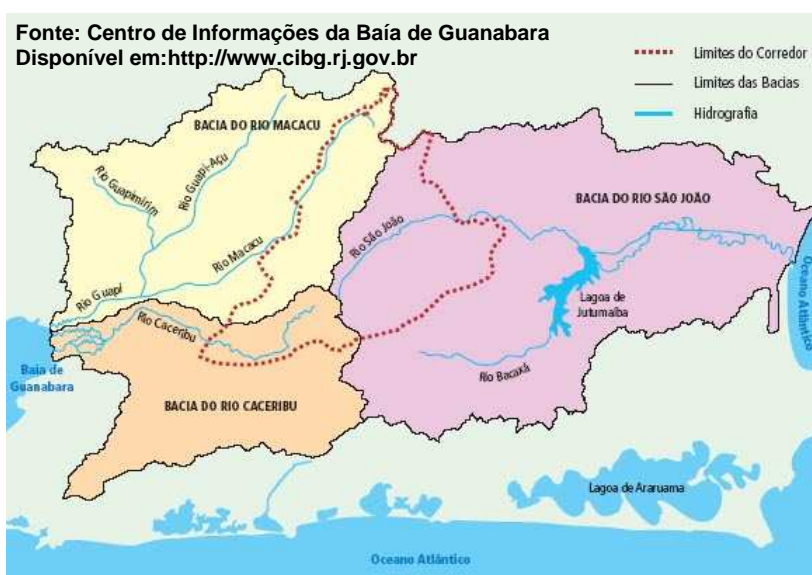 Fonte: Centro de Informações da Baía de Guanabara
Disponível em:http://www.cibg.rj.gov.br
Limites do Corredor
Limites das Bacias
Hidrografia
BACIA DO RIO MACACU
Rio Guapimirim
Rio Guapi-Açu
Rio Macacu
Rio Guapí
BACIA DO RIO SÃO JOÃO
Rio São João
Lagoa de
Jutumaíba
Rio Bacaxá
Oceano Atlântico
Rio Caceribu
Baia de
Guanabara
BACIA DO RIO CACERIBU
Lagoa de Araruama
Oceano Atlântico